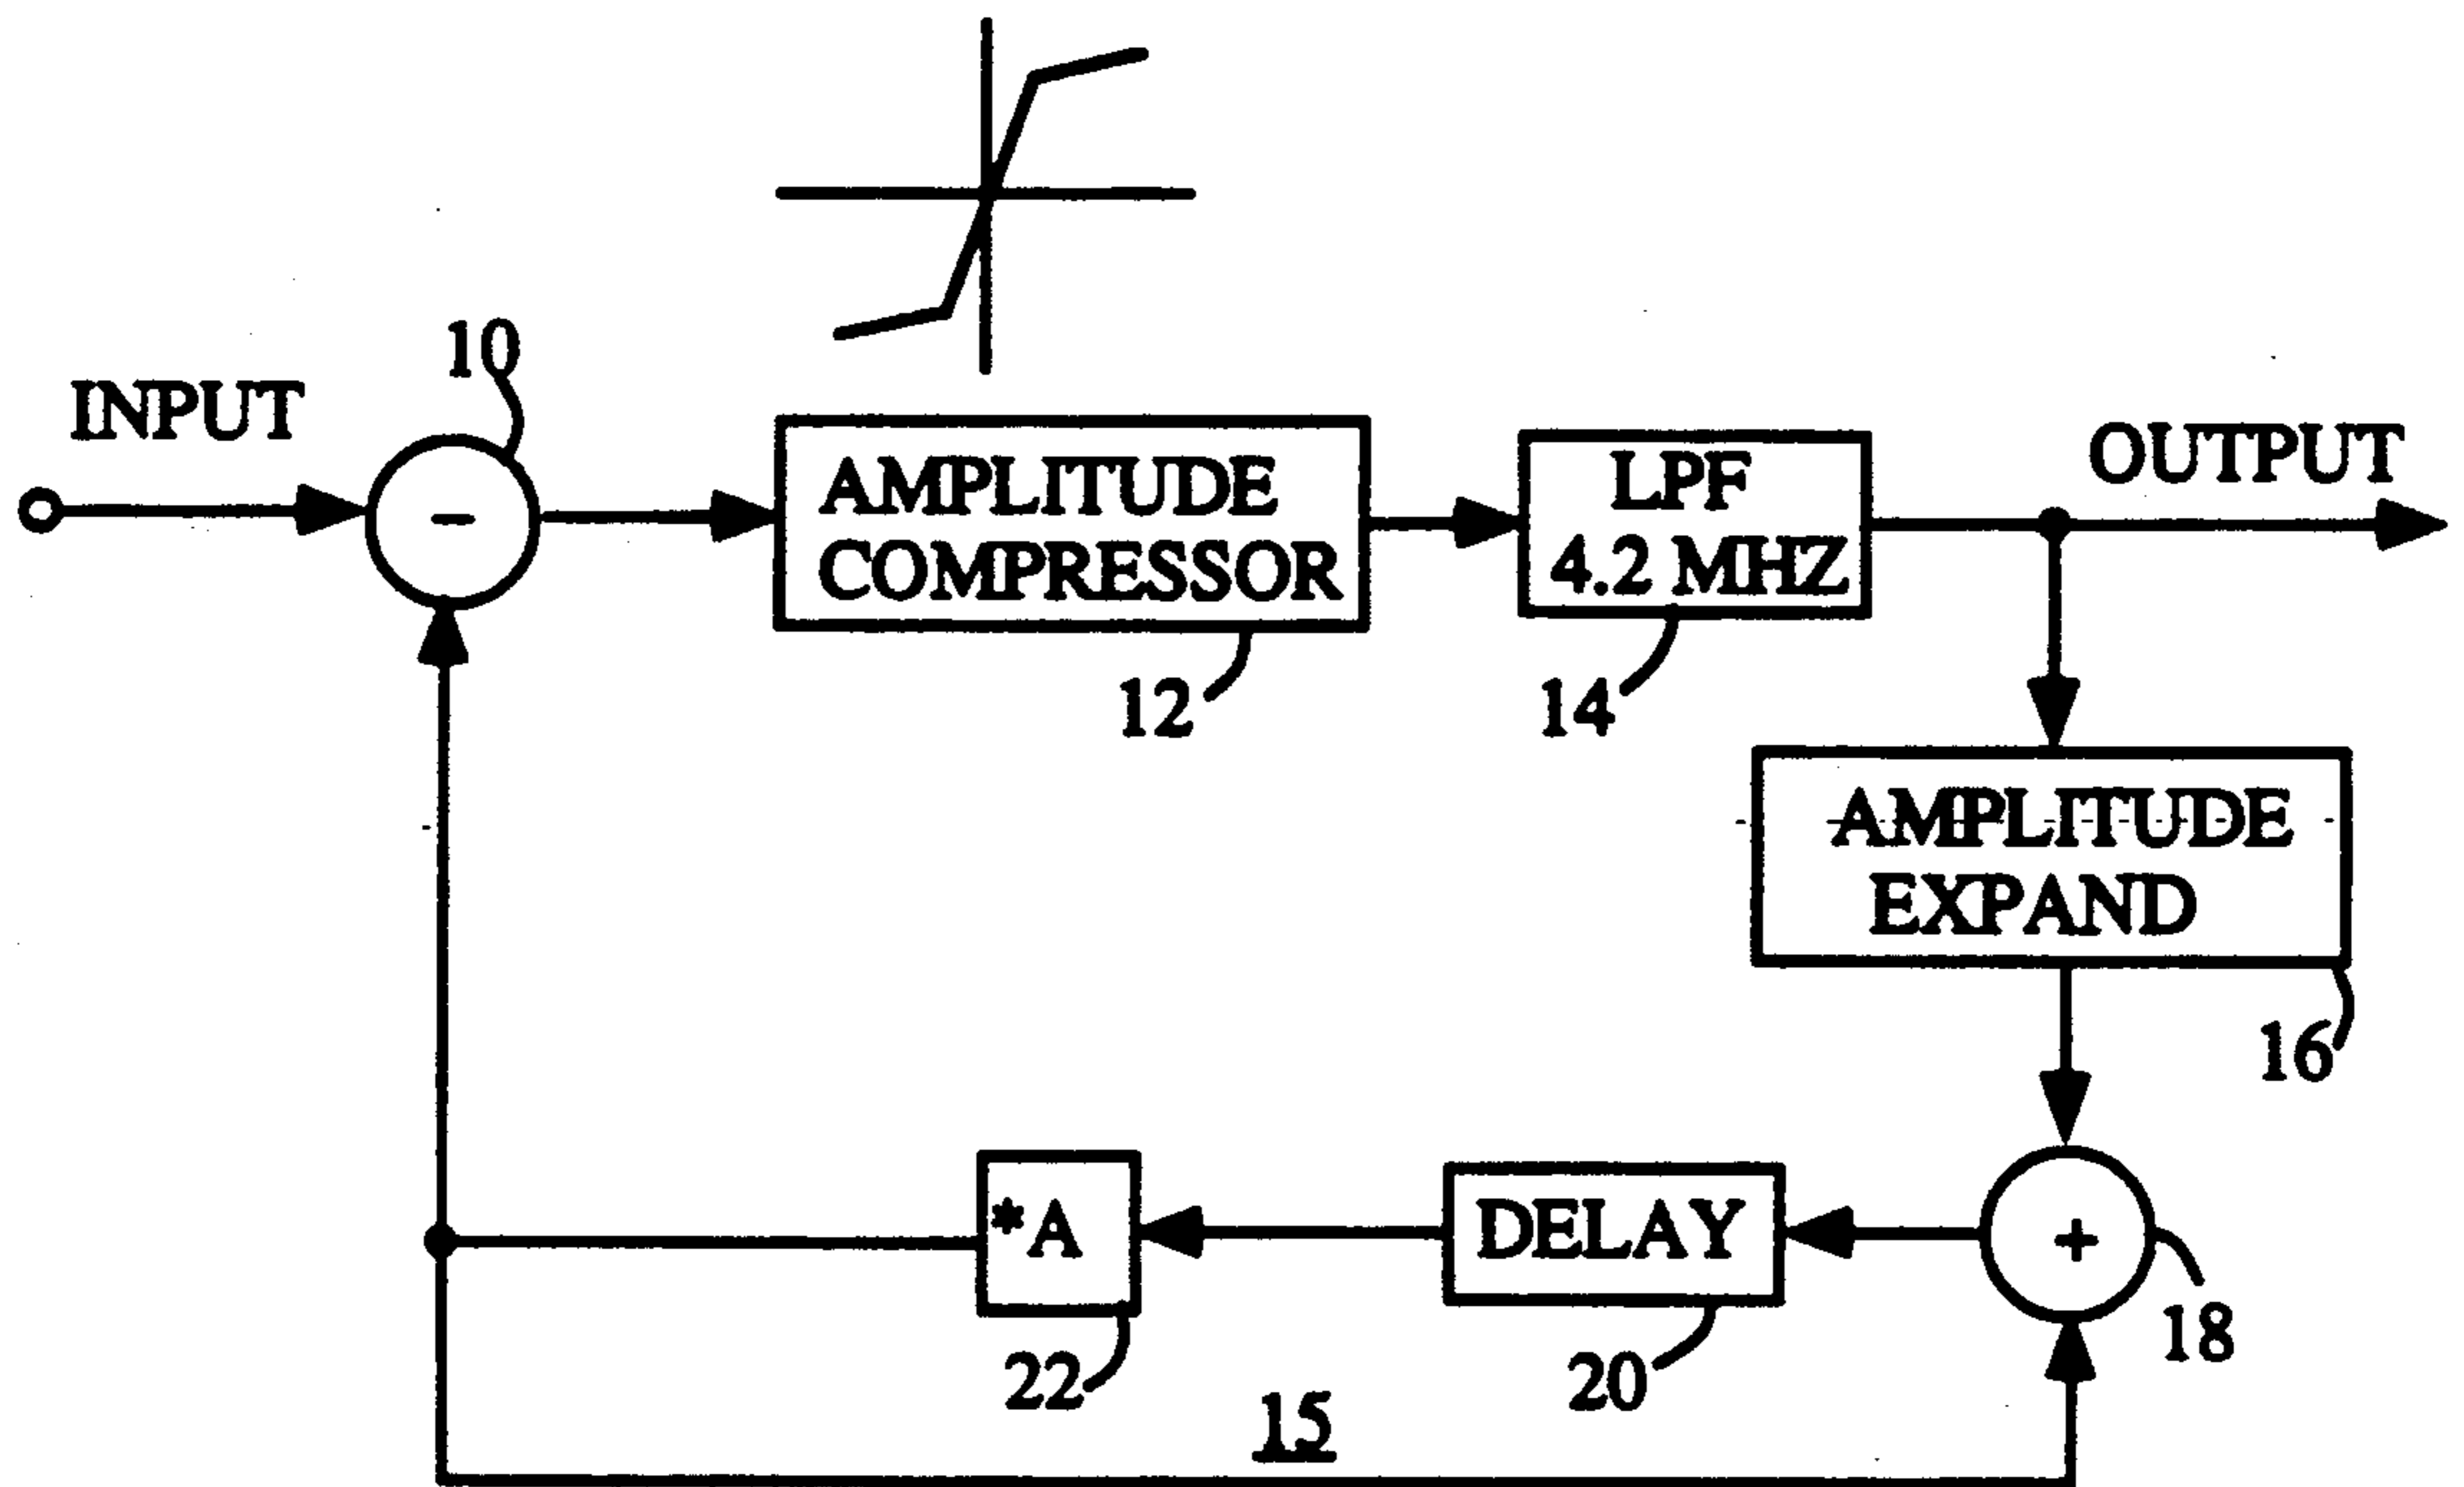 10
INPUT
-
AMPLITUDE
COMPRESSOR
LPF
4.2 MHZ
OUTPUT
12
14
AMPLITUDE
EXPAND
16
*A
DELAY
+
18
22
20
15